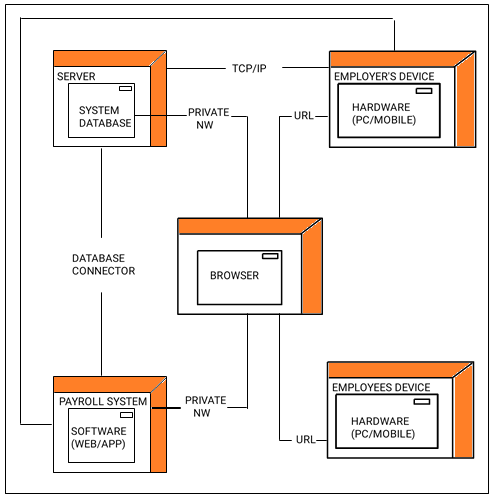 SERVER
SYSTEM
DATABASE
TCP/IP
EMPLOYER'S DEVICE
HARDWARE
(PC/MOBILE)
PRIVATE
NW
URL
BROWSER
DATABASE
CONNECTOR
PAYROLL SYSTEM
SOFTWARE
(WEB/APP)
PRIVATE
NW
EMPLOYEES DEVICE
HARDWARE
(PC/MOBILE)
URL